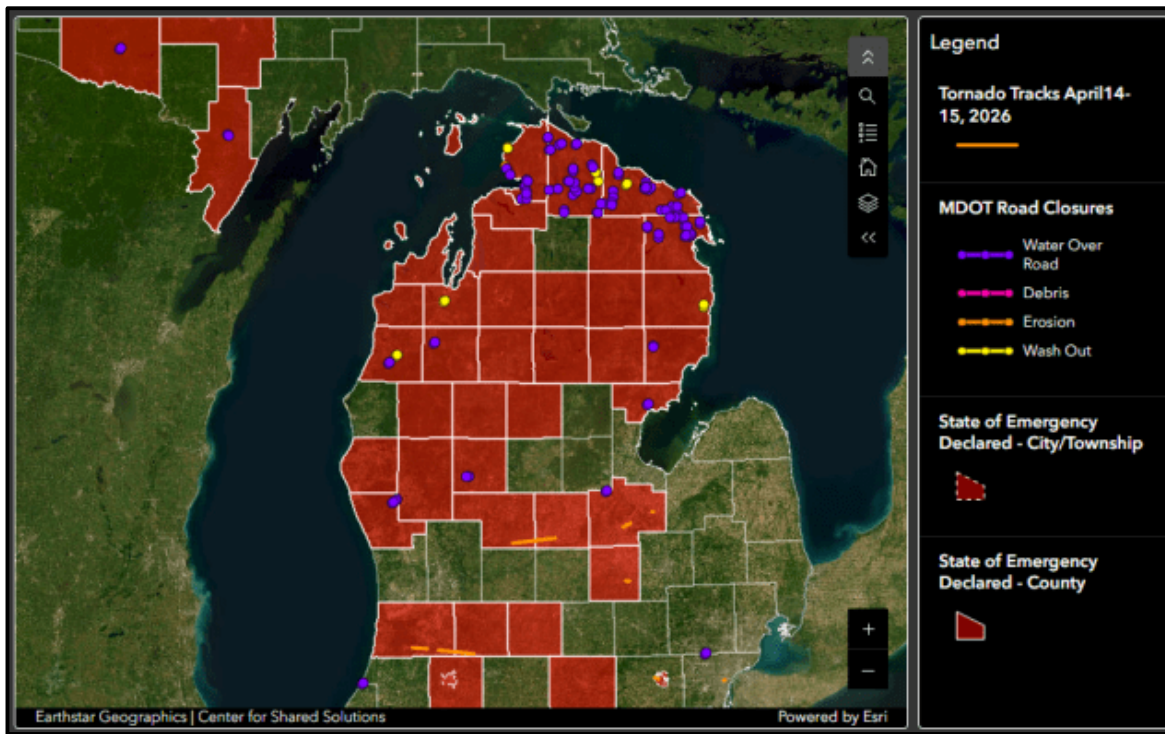 Legend
Tornado Tracks April14-
15, 2026
MDOT Road Closures
Water Over
Road
Debris
Erosion
Wash Out
State of Emergency
Declared - City/Township
State of Emergency
Declared - County
Earthstar Geographics | Center for Shared Solutions
Powered by Esri